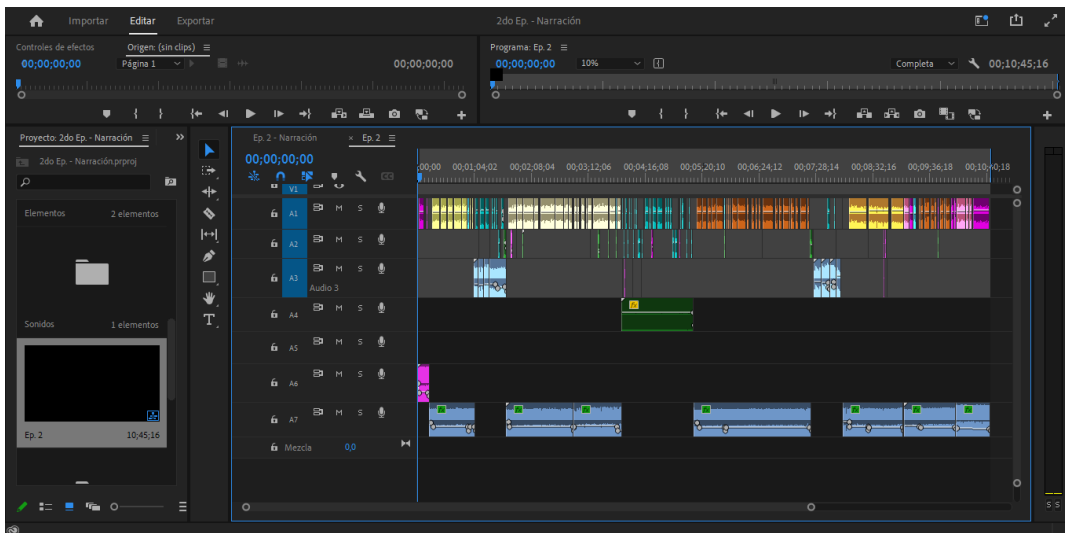 Importar Editar Exportar 2do Ep. - Narración
Controles de efectos Origen: (sin clips) Programa: Ep. 2
00;00;00;00 Página 1 00;00;00;00 00;00;00;00 10% Completa 00;10;45;16
Proyecto: 2do Ep. - Narración Ep. 2 - Narración × Ep. 2
2do Ep. - Narración.prproj 00;00;00;00
;00;00 00;01;04;02 00;02;08;04 00;03;12;06 00;04;16;08 00;05;20;10 00;06;24;12 00;07;28;14 00;08;32;16 00;09;36;18 00;10;40;18
V1
Elementos 2 elementos A1 M S
A2 M S
A3 M S
Audio 3
Sonidos 1 elementos A4 M S
fx
A5 M S
A6 M S
A7 M S
Ep. 2 10;45;16
Mezcla 0,0
S S